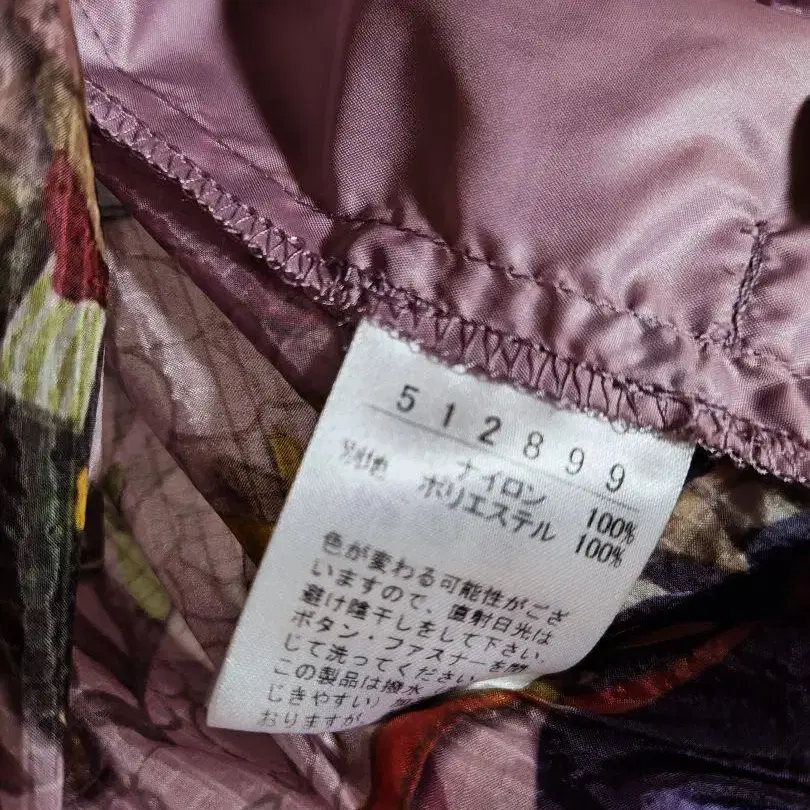 512899
ナイロン 100%
別地 ポリエステル 100%
色が変わる可能性がござ
いますので、直射日光は
避け陰干しをして下さい。
ボタン・ファスナーを閉
じて洗ってください
この製品は撥水
じきやすい)
おりますが、